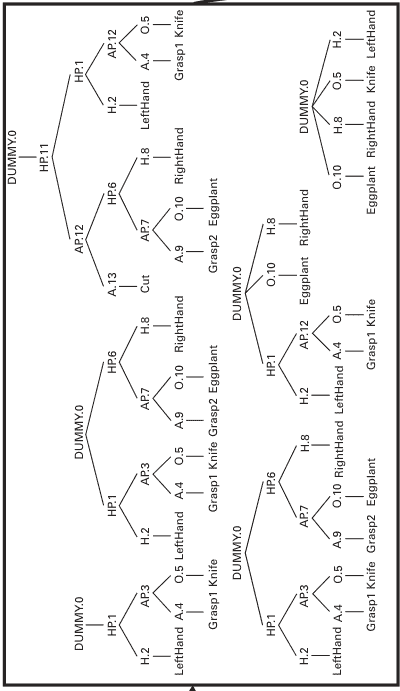 DUMMY.0
HP.1
H.2 AP.3
LeftHand A.4 O.5
Grasp1 Knife
DUMMY.0
HP.1 HP.6
H.2 AP.3 AP.7 H.8
LeftHand A.4 O.5 A.9 O.10 RightHand
Grasp1 Knife Grasp2 Eggplant
DUMMY.0
HP.11
AP.12 HP.1
A.13 HP.6 H.2 AP.12
Cut AP.7 H.8 LeftHand A.4 O.5
A.9 O.10 RightHand Grasp1 Knife
Grasp2 Eggplant
DUMMY.0
HP.1 HP.6
H.2 AP.3 AP.7 H.8
LeftHand A.4 O.5 A.9 O.10 RightHand
Grasp1 Knife Grasp2 Eggplant
DUMMY.0
HP.1 O.10 H.8
H.2 AP.12 Eggplant RightHand
LeftHand A.4 O.5
Grasp1 Knife
DUMMY.0
O.10 H.8 O.5 H.2
Eggplant RightHand Knife LeftHand